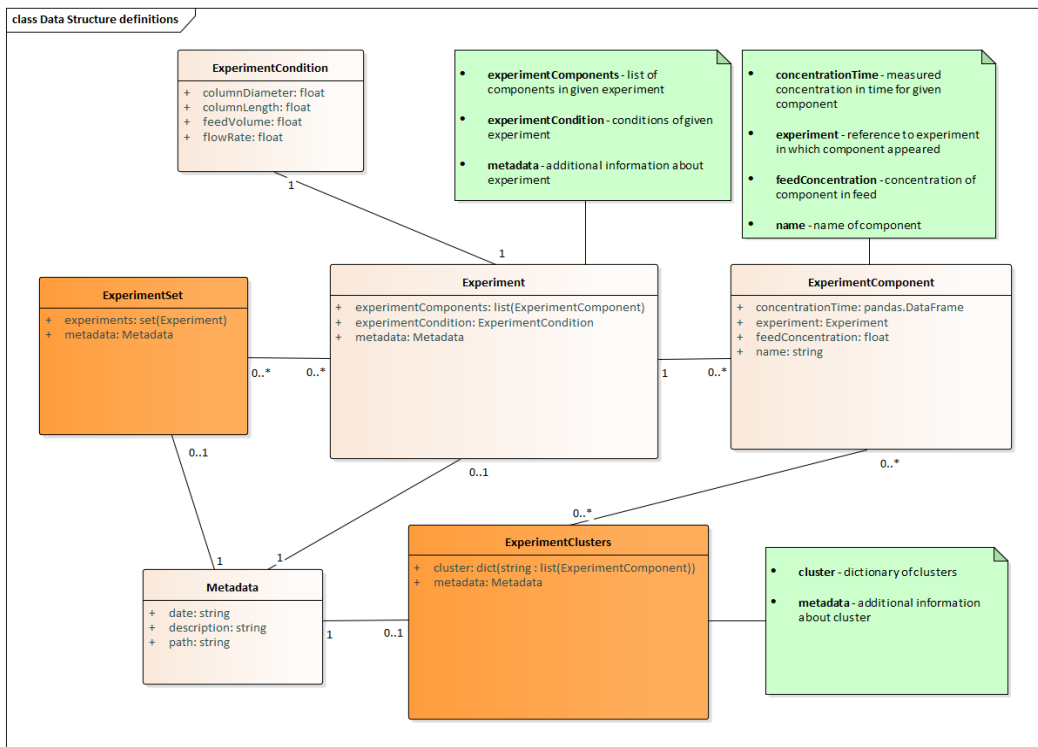 class Data Structure definitions
ExperimentCondition
+ columnDiameter: float
+ columnLength: float
+ feedVolume: float
+ flowRate: float
• experimentComponents - list of
components in given experiment
• experimentCondition - conditions of given
experiment
• metadata - additional information about
experiment
• concentrationTime - measured
concentration in time for given
component
• experiment - reference to experiment
in which component appeared
• feedConcentration - concentration of
component in feed
• name - name of component
1
1
ExperimentSet
+ experiments: set(Experiment)
+ metadata: Metadata
Experiment
+ experimentComponents: list(ExperimentComponent)
+ experimentCondition: ExperimentCondition
+ metadata: Metadata
ExperimentComponent
+ concentrationTime: pandas.DataFrame
+ experiment: Experiment
+ feedConcentration: float
+ name: string
0..*
0..*
1
0..*
0..1
0..1
0..*
0..*
1
1
Metadata
+ date: string
+ description: string
+ path: string
1
0..1
ExperimentClusters
+ cluster: dict(string : list(ExperimentComponent))
+ metadata: Metadata
• cluster - dictionary of clusters
• metadata - additional information
about cluster